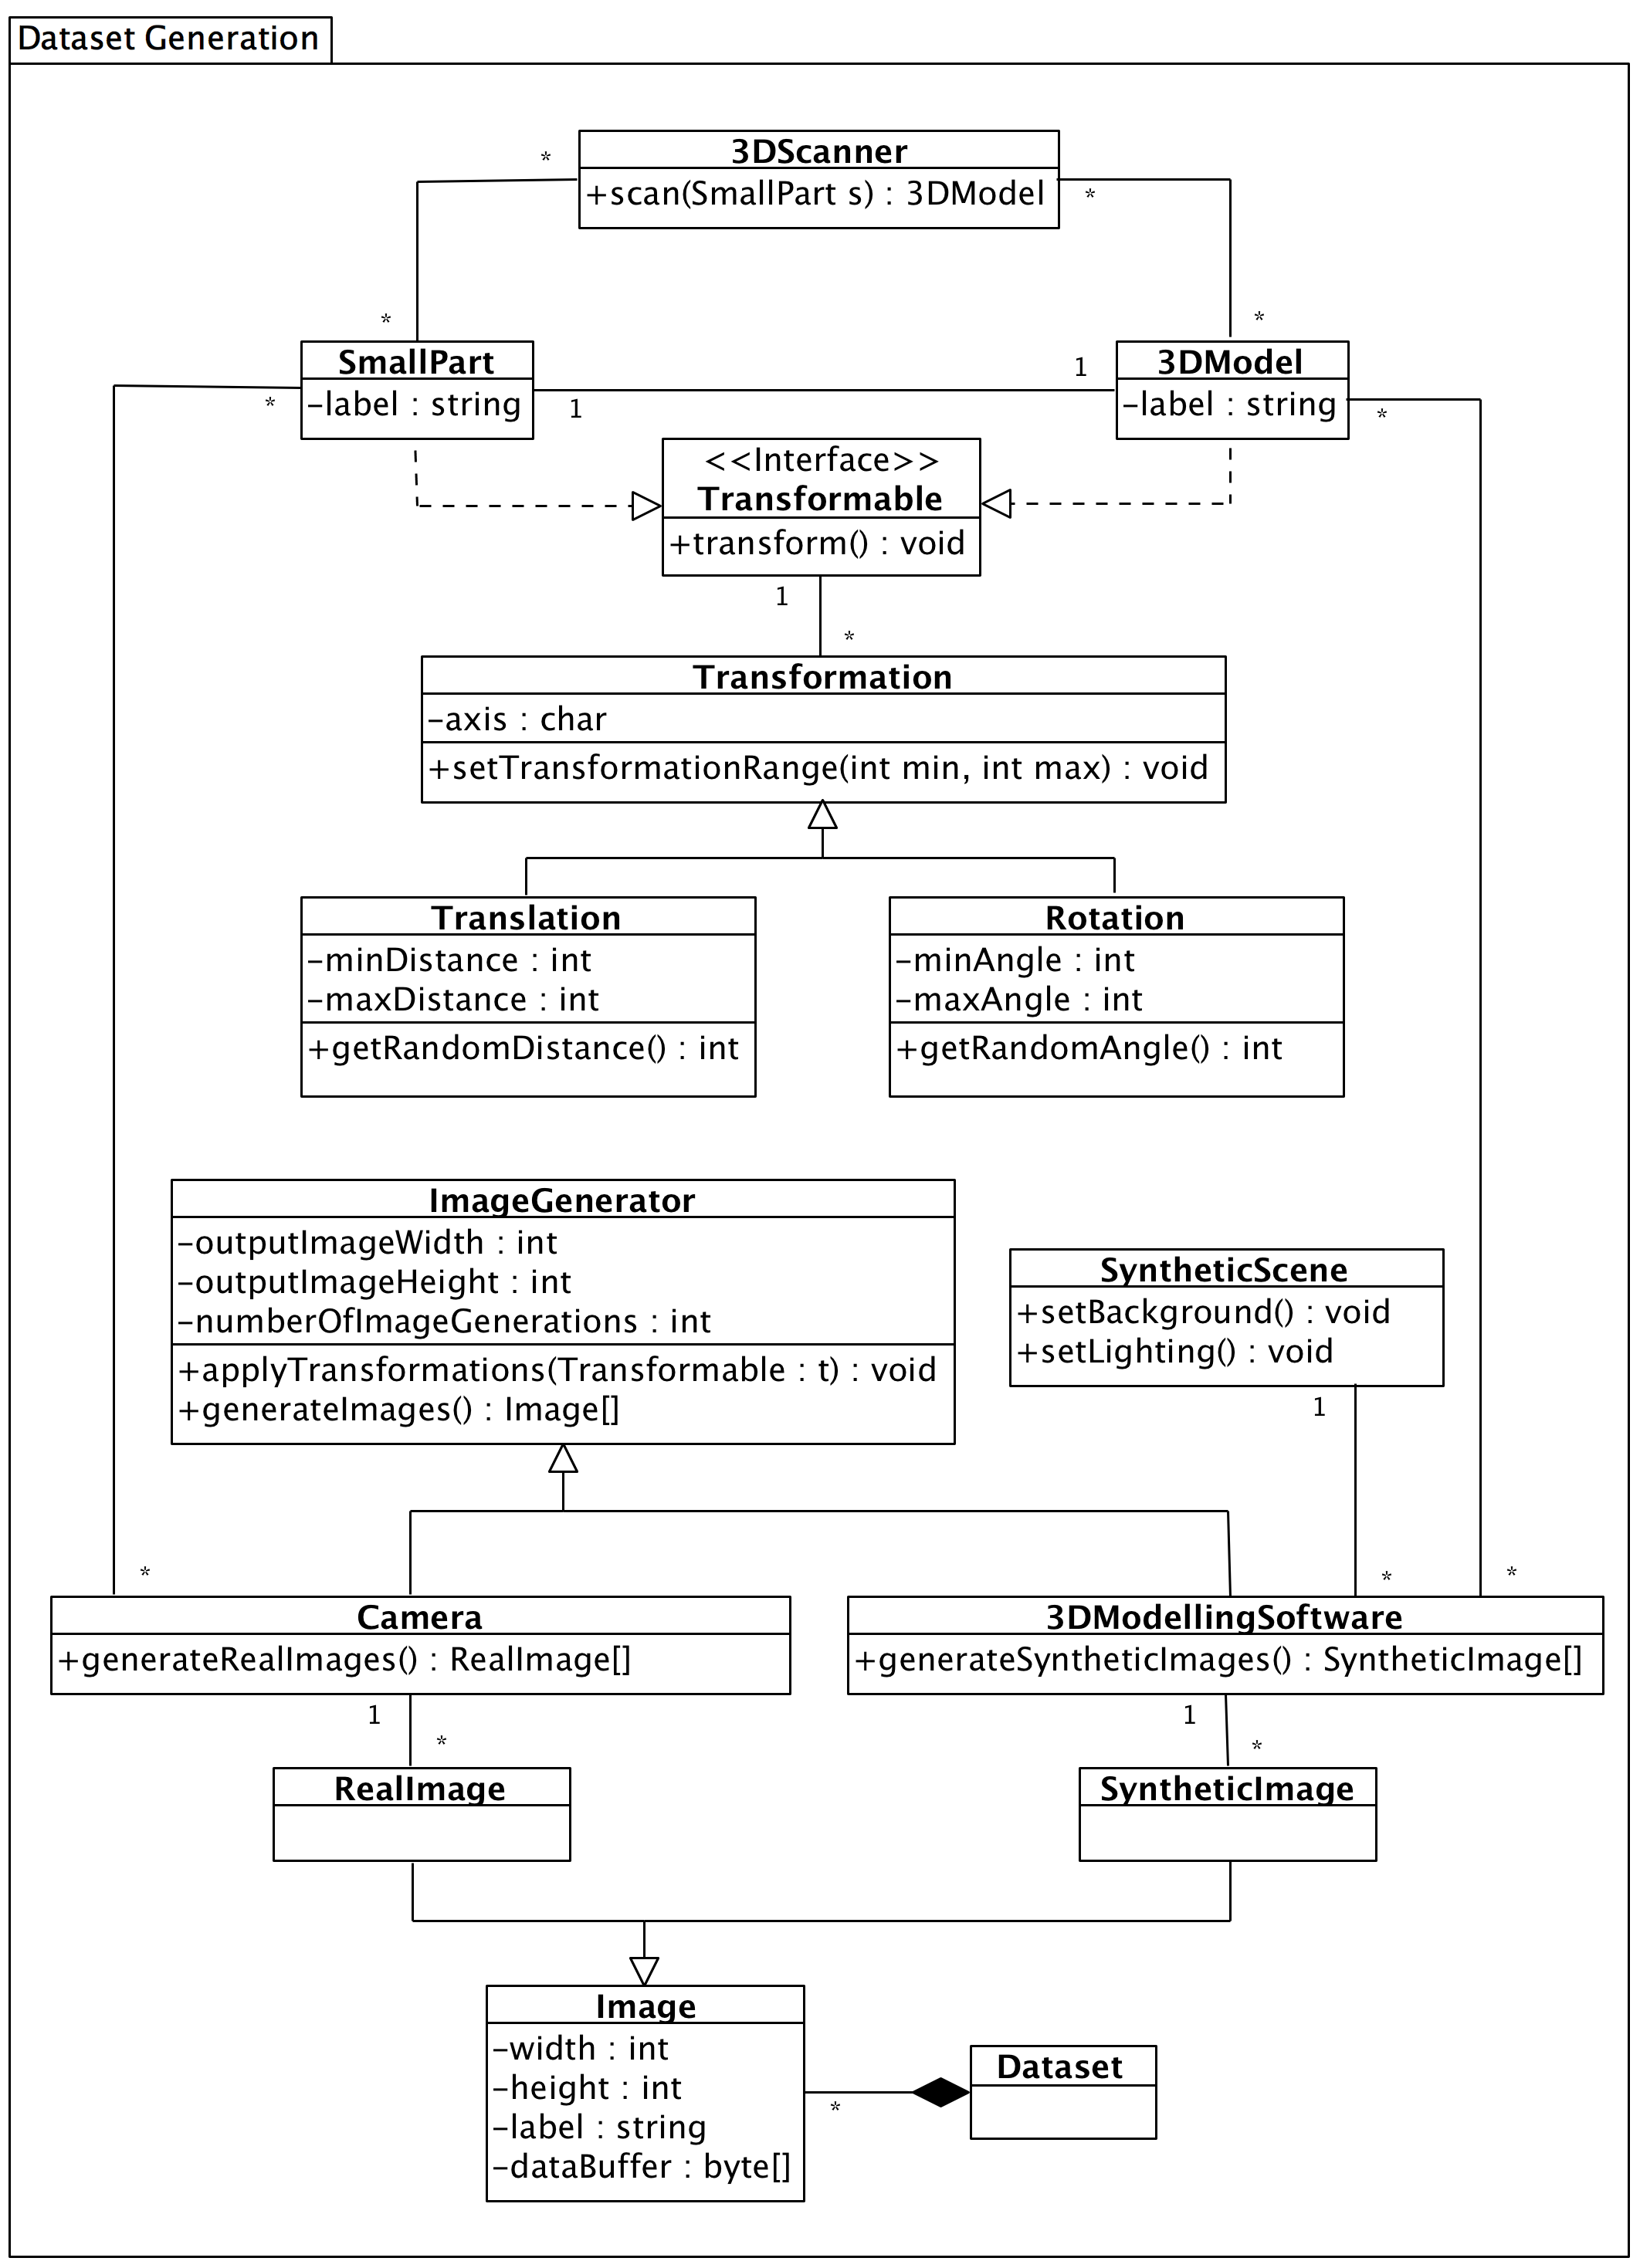 Dataset Generation
3DScanner
+scan(SmallPart s) : 3DModel
*
*
*
*
SmallPart
-label : string
1
1
3DModel
-label : string
*
*
<<Interface>>
Transformable
+transform() : void
1
*
Transformation
-axis : char
+setTransformationRange(int min, int max) : void
Translation
-minDistance : int
-maxDistance : int
+getRandomDistance() : int
Rotation
-minAngle : int
-maxAngle : int
+getRandomAngle() : int
ImageGenerator
-outputImageWidth : int
-outputImageHeight : int
-numberOfImageGenerations : int
+applyTransformations(Transformable : t) : void
+generateImages() : Image[]
SyntheticScene
+setBackground() : void
+setLighting() : void
1
*
*
*
Camera
+generateRealImages() : RealImage[]
3DModellingSoftware
+generateSyntheticImages() : SyntheticImage[]
1
*
1
*
RealImage
SyntheticImage
Image
-width : int
-height : int
-label : string
-dataBuffer : byte[]
*
Dataset